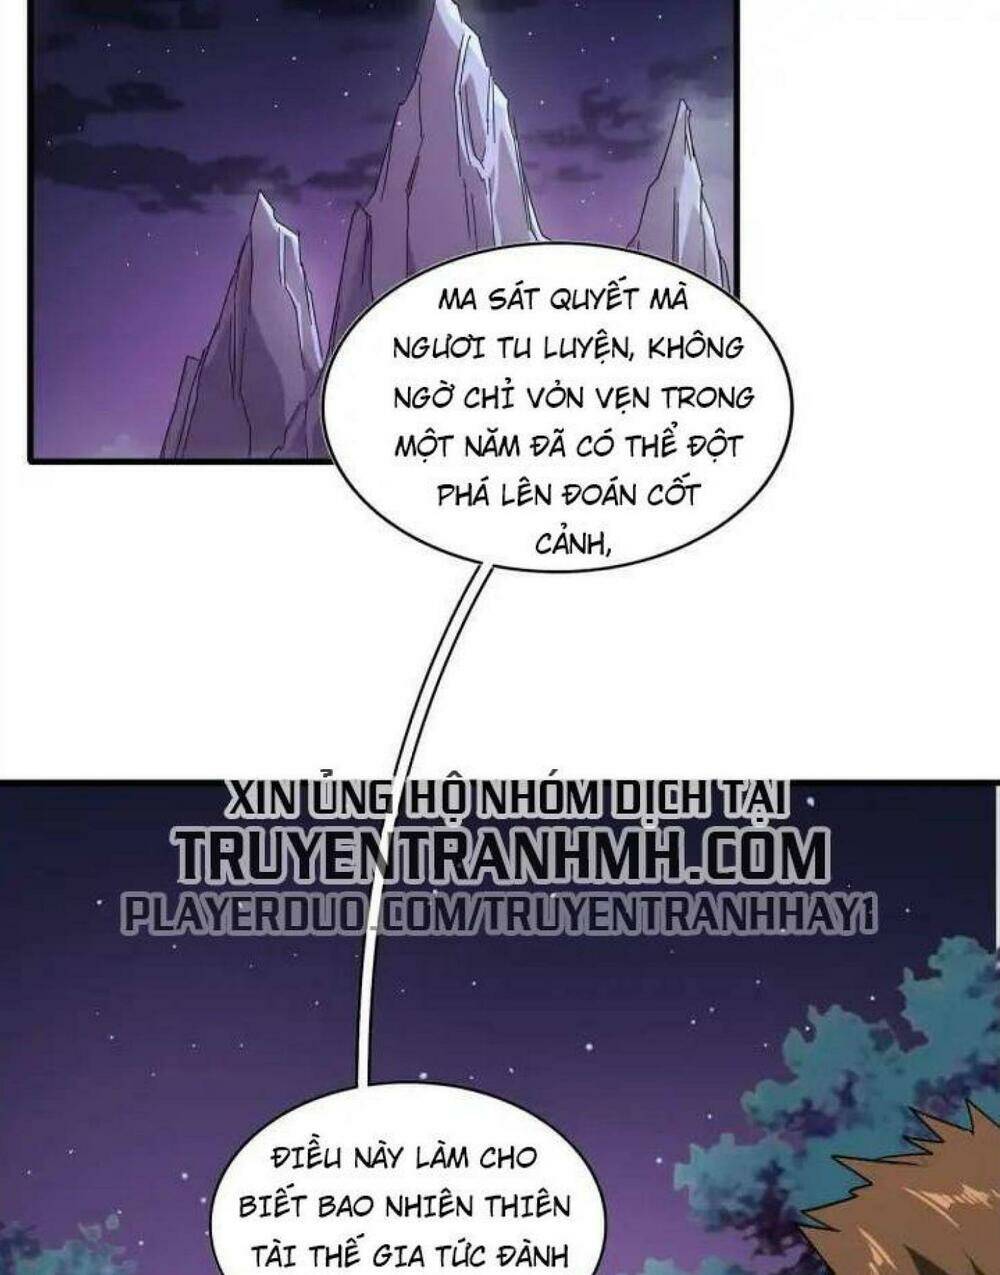 MA SÁT QUYẾT MÀ
NGƯƠI TU LUYỆN, KHÔNG
NGỜ CHỈ VỎN VẸN TRONG
MỘT NĂM ĐÃ CÓ THỂ ĐỘT
PHÁ LÊN ĐOÁN CỐT
CẢNH,
XIN ỦNG HỘ NHÓM DỊCH TẠI
TRUYENTRANHMH.COM
PLAYERDUO.COM/TRUYENTRANHHAY1
ĐIỀU NÀY LÀM CHO
BIẾT BAO NHIÊN THIÊN
TÀI THẾ GIA TỨC ĐÀNH